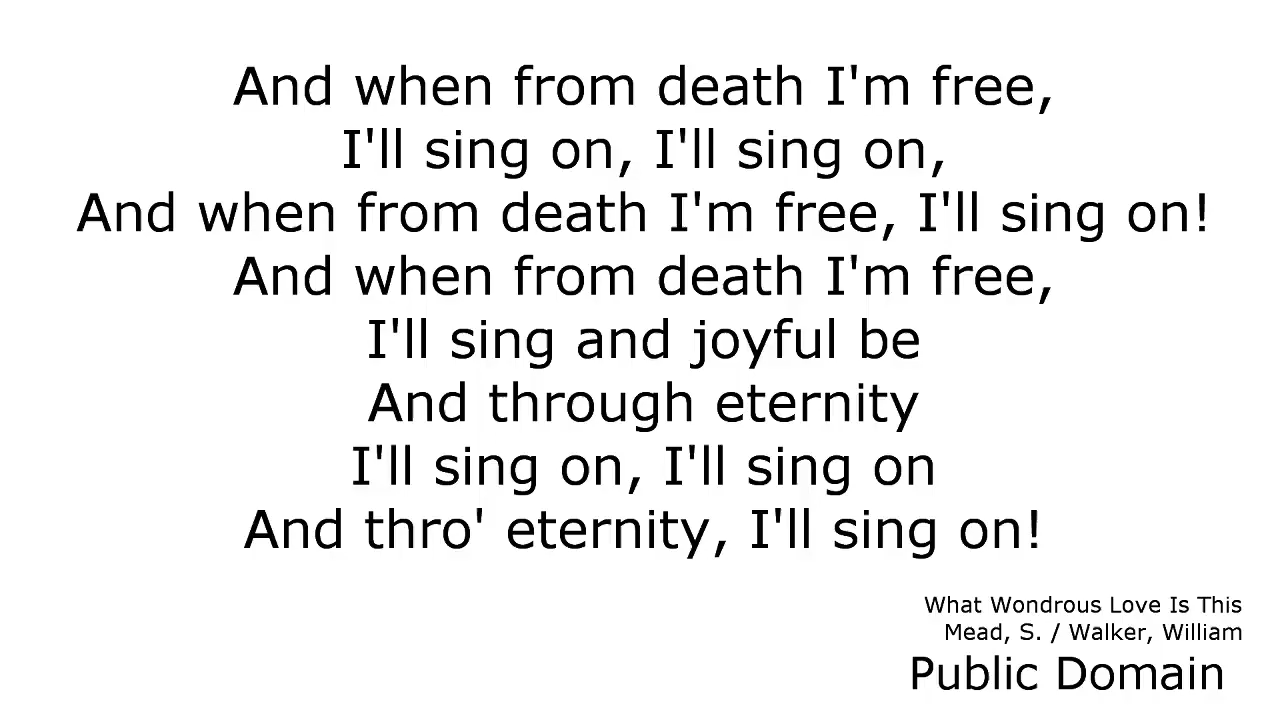 And when from death I'm free,
I'll sing on, I'll sing on,
And when from death I'm free, I'll sing on!
And when from death I'm free,
I'll sing and joyful be
And through eternity
I'll sing on, I'll sing on
And thro' eternity, I'll sing on!
What Wondrous Love Is This
Mead, S. / Walker, William
Public Domain